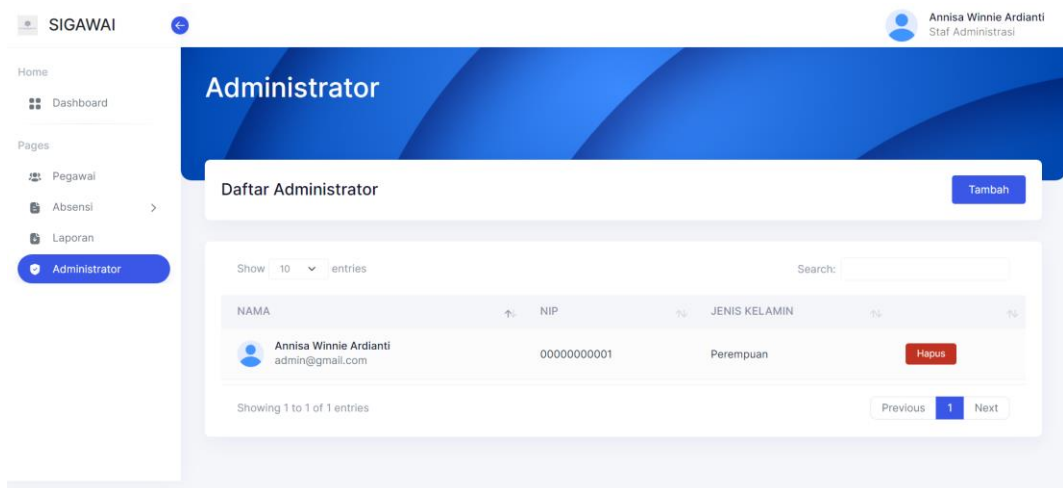 SIGAWAI
Annisa Winnie Ardianti
Staf Administrasi
Home
Dashboard
Pages
Pegawai
Absensi
Laporan
Administrator
Administrator
Daftar Administrator
Tambah
Show 10 entries
Search:
NAMA NIP JENIS KELAMIN
Annisa Winnie Ardianti
admin@gmail.com
00000000001 Perempuan Hapus
Showing 1 to 1 of 1 entries
Previous 1 Next